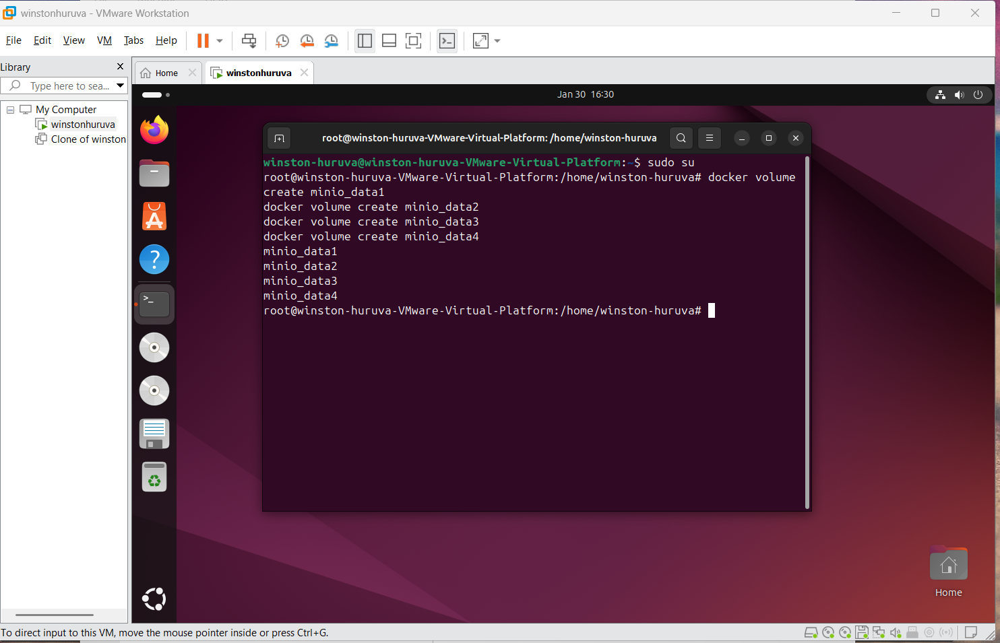 winstonhuruva - VMware Workstation
File Edit View VM Tabs Help
Library
Home
winstonhuruva
Type here to sea...
My Computer
winstonhuruva
Clone of winston
Jan 30 16:30
root@winston-huruva-VMware-Virtual-Platform: /home/winston-huruva
winston-huruva@winston-huruva-VMware-Virtual-Platform:~$ sudo su
root@winston-huruva-VMware-Virtual-Platform:/home/winston-huruva# docker volume
create minio_data1
docker volume create minio_data2
docker volume create minio_data3
docker volume create minio_data4
minio_data1
minio_data2
minio_data3
minio_data4
root@winston-huruva-VMware-Virtual-Platform:/home/winston-huruva#
Home
To direct input to this VM, move the mouse pointer inside or press Ctrl+G.